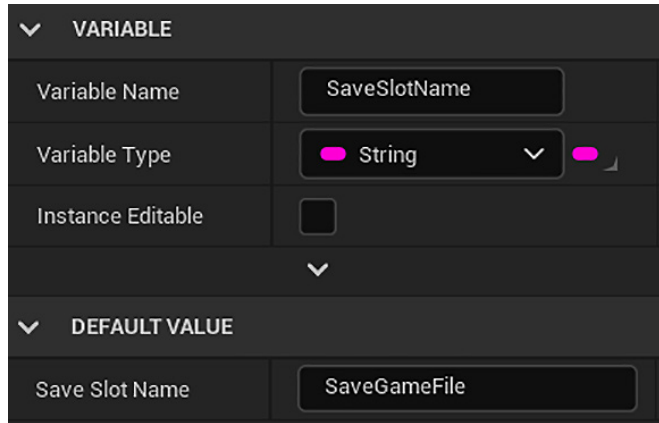 VARIABLE
Variable Name SaveSlotName
Variable Type String
Instance Editable
DEFAULT VALUE
Save Slot Name SaveGameFile